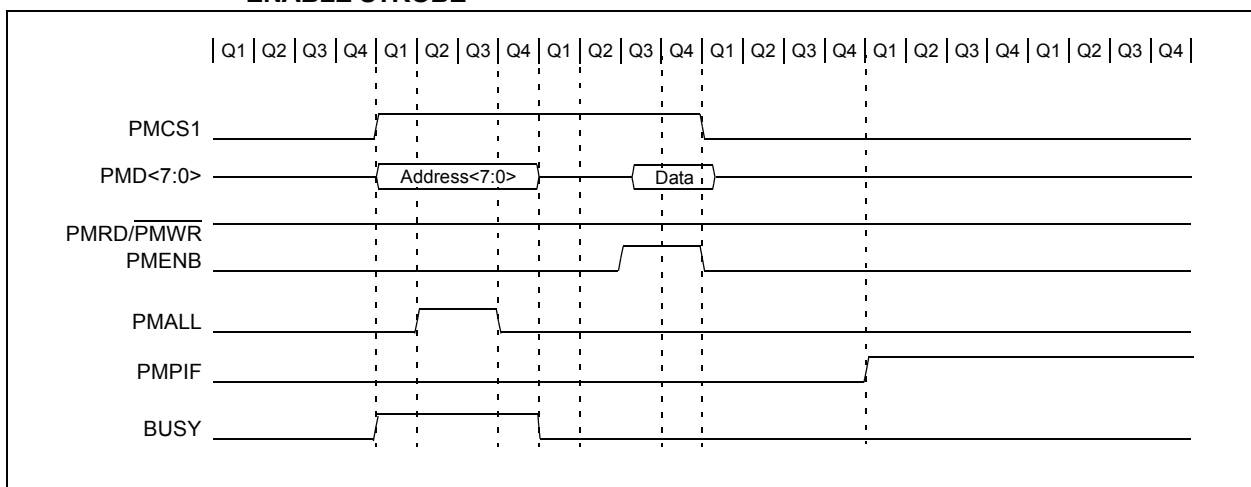 ENABLE STROBE
Q1 Q2 Q3 Q4 Q1 Q2 Q3 Q4 Q1 Q2 Q3 Q4 Q1 Q2 Q3 Q4 Q1 Q2 Q3 Q4 Q1 Q2 Q3 Q4
PMCS1
PMD<7:0> Address<7:0> Data
PMRD/PMWR
PMENB
PMALL
PMPIF
BUSY